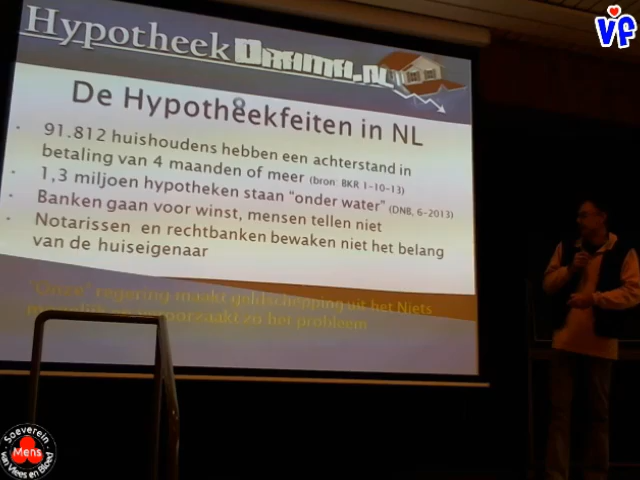 HypotheekDrama.nl
De Hypotheekfeiten in NL
· 91.812 huishoudens hebben een achterstand in
betaling van 4 maanden of meer (bron: BKR 1-10-13)
· 1,3 miljoen hypotheken staan "onder water" (DNB, 6-2013)
· Banken gaan voor winst, mensen tellen niet
· Notarissen en rechtbanken bewaken niet het belang
van de huiseigenaar
"Onze" regering maakt geldschepping uit het Niets
zo het probleem
Vf
Soeverein
Mens
van Vlees en Bloed